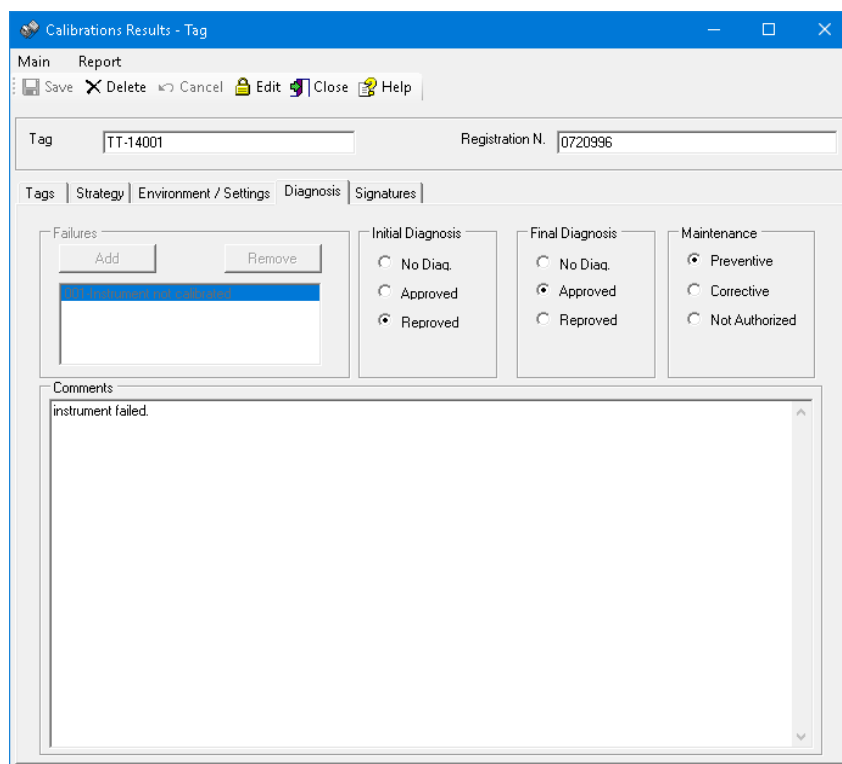 Calibrations Results - Tag
Main Report
Save Delete Cancel Edit Close Help
Tag TT-14001 Registration N. 0720996
Tags Strategy Environment / Settings Diagnosis Signatures
Failures Initial Diagnosis Final Diagnosis Maintenance
Add Remove No Diag. No Diag. Preventive
001-Instrument not calibrated Approved Approved Corrective
Reproved Reproved Not Authorized
Comments
instrument failed.